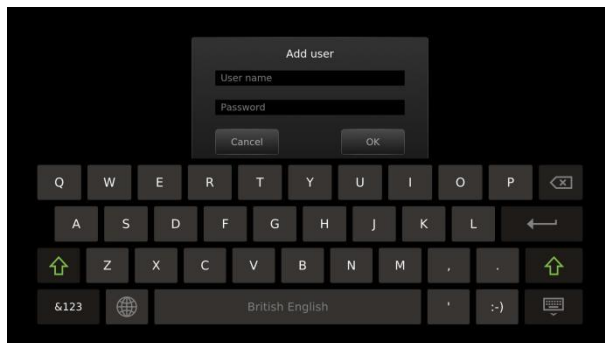 Add user
User name
Password
Cancel OK
Q W E R T Y U I O P
A S D F G H J K L
Z X C V B N M , .
&123 British English ' :-)